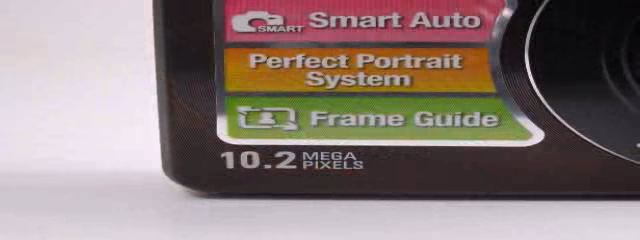 SMART Smart Auto
Perfect Portrait
System
Frame Guide
10.2 MEGA
PIXELS